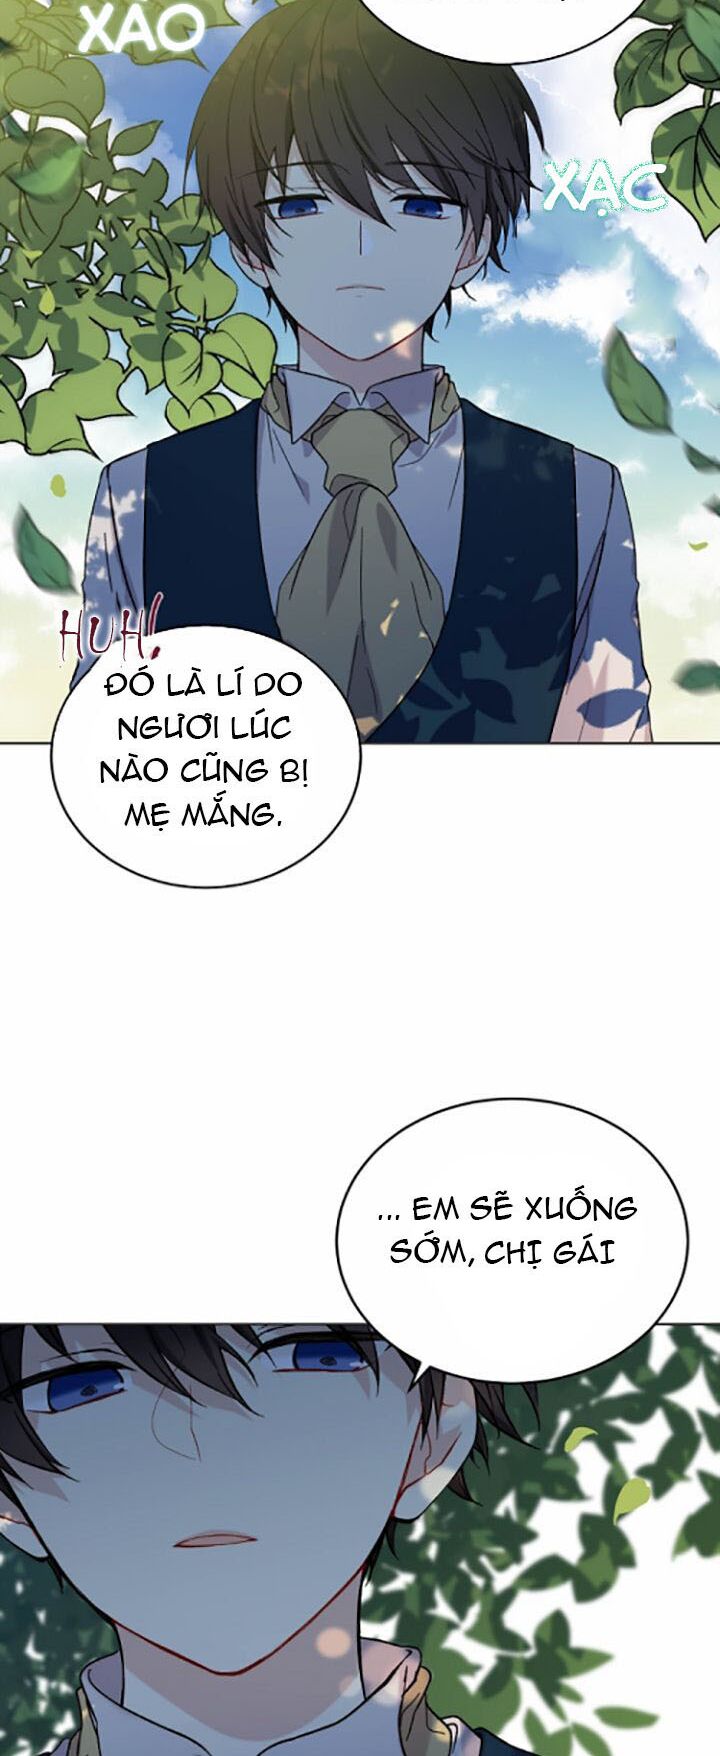 XÀO
XẠC
HUH!
ĐÓ LÀ LÍ DO
NGƯƠI LÚC
NÀO CŨNG BỊ
MẸ MẮNG.
... EM SẼ XUỐNG
SỚM, CHỊ GÁI